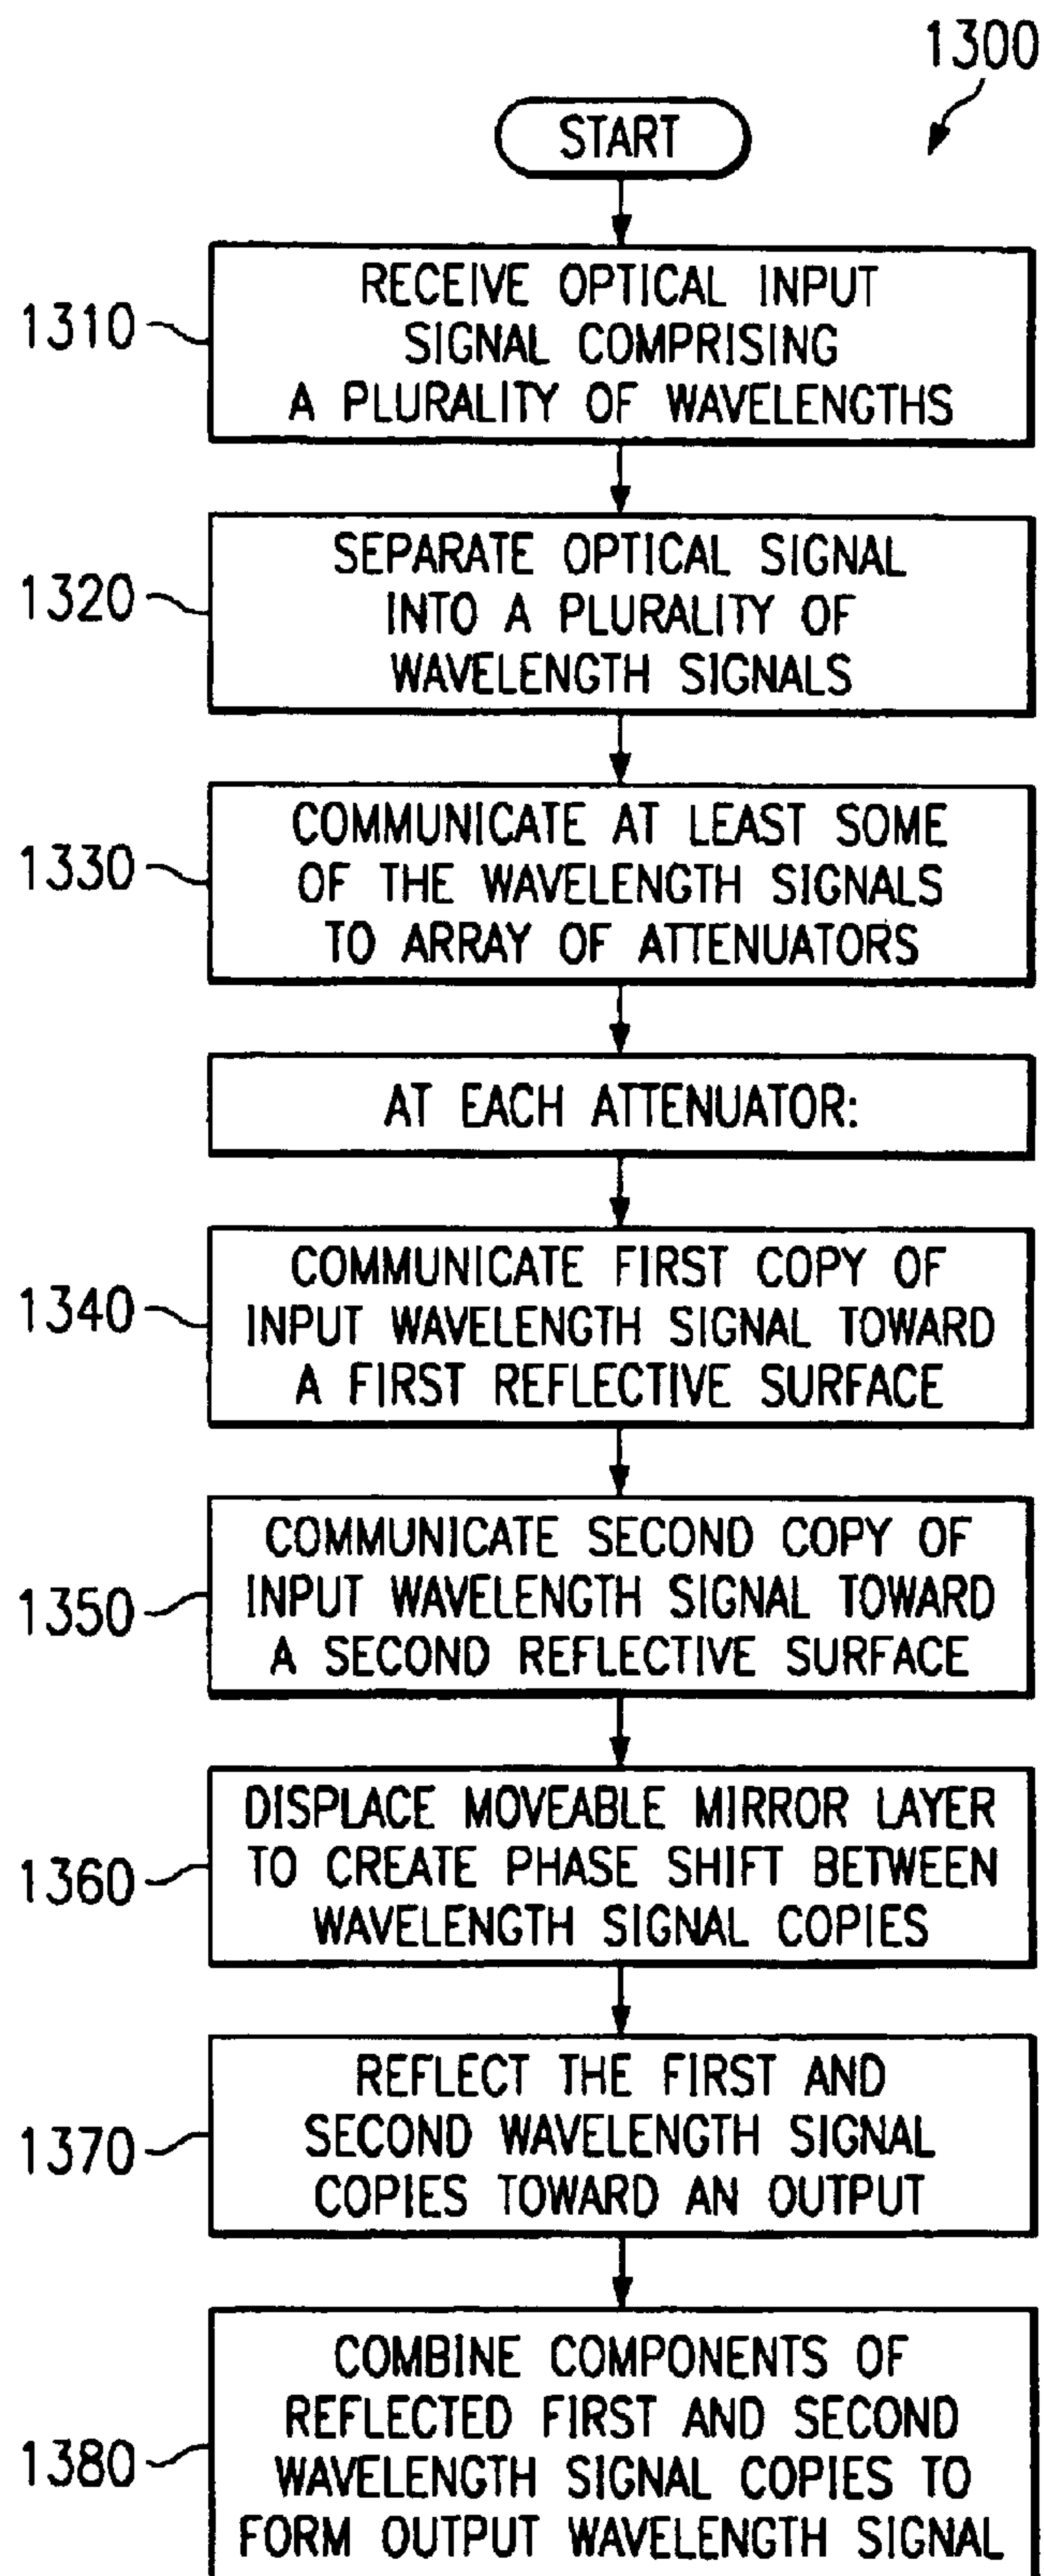 1300
START
1310
RECEIVE OPTICAL INPUT
SIGNAL COMPRISING
A PLURALITY OF WAVELENGTHS
1320
SEPARATE OPTICAL SIGNAL
INTO A PLURALITY OF
WAVELENGTH SIGNALS
1330
COMMUNICATE AT LEAST SOME
OF THE WAVELENGTH SIGNALS
TO ARRAY OF ATTENUATORS
AT EACH ATTENUATOR:
1340
COMMUNICATE FIRST COPY OF
INPUT WAVELENGTH SIGNAL TOWARD
A FIRST REFLECTIVE SURFACE
1350
COMMUNICATE SECOND COPY OF
INPUT WAVELENGTH SIGNAL TOWARD
A SECOND REFLECTIVE SURFACE
1360
DISPLACE MOVEABLE MIRROR LAYER
TO CREATE PHASE SHIFT BETWEEN
WAVELENGTH SIGNAL COPIES
1370
REFLECT THE FIRST AND
SECOND WAVELENGTH SIGNAL
COPIES TOWARD AN OUTPUT
1380
COMBINE COMPONENTS OF
REFLECTED FIRST AND SECOND
WAVELENGTH SIGNAL COPIES TO
FORM OUTPUT WAVELENGTH SIGNAL